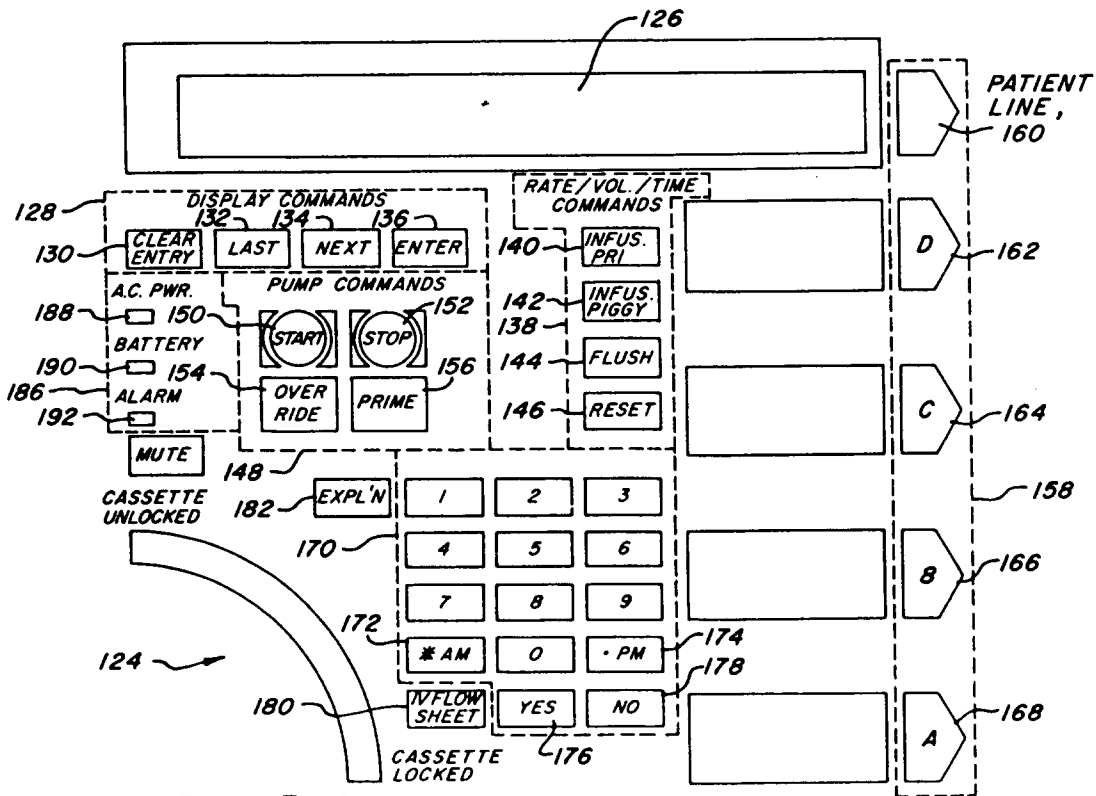 126
PATIENT
LINE,
160
RATE/VOL./TIME
COMMANDS
128
DISPLAY COMMANDS
132
134
136
130
CLEAR
ENTRY
LAST
NEXT
ENTER
140
INFUS.
PRI
D
162
A.C. PWR.
PUMP COMMANDS
188
150
START
STOP
152
142
INFUS.
PIGGY
138
BATTERY
190
154
OVER
RIDE
PRIME
156
144
FLUSH
186
ALARM
192
146
RESET
C
164
MUTE
148
158
CASSETTE
UNLOCKED
182
EXPL'N
1
2
3
170
4
5
6
7
8
9
B
166
172
* AM
0
· PM
174
124
178
180
IV FLOW
SHEET
YES
NO
176
A
168
CASSETTE
LOCKED